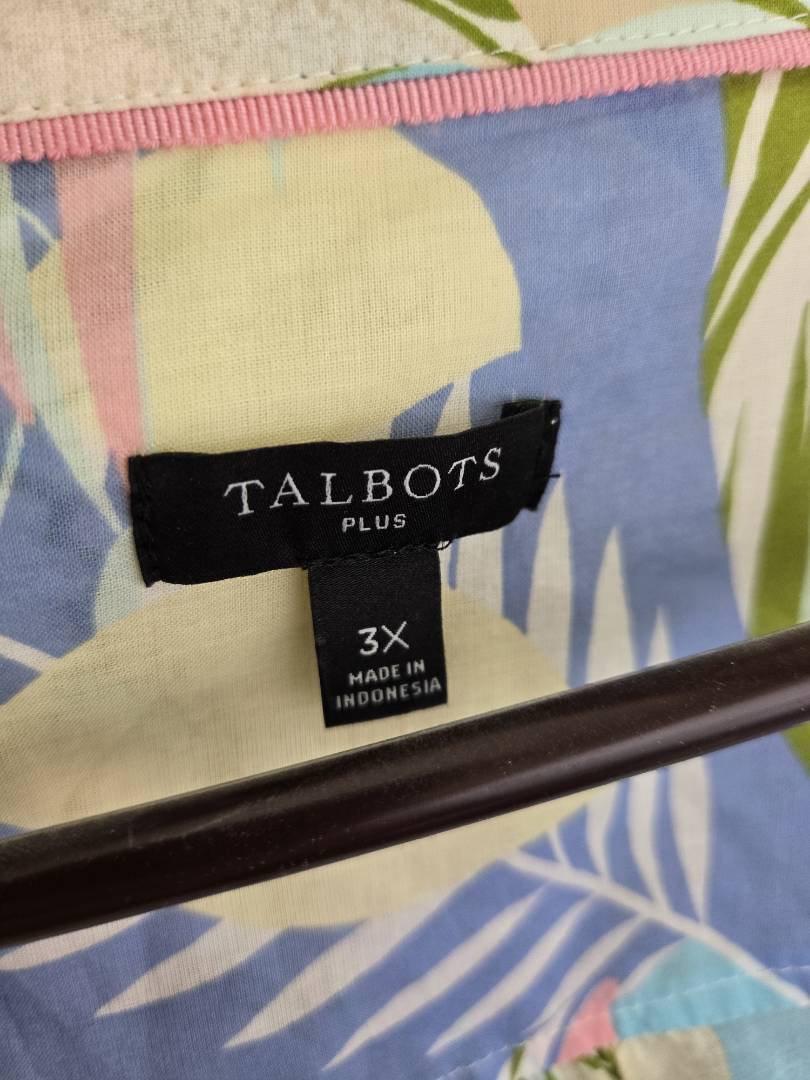 TALBOTS
PLUS
3X
MADE IN
INDONESIA